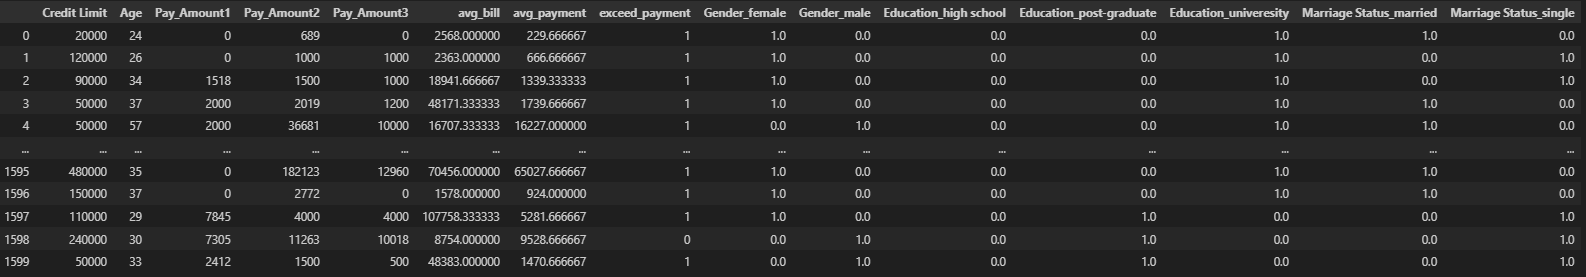 Credit Limit Age Pay_Amount1 Pay_Amount2 Pay_Amount3 avg_bill avg_payment exceed_payment Gender_female Gender_male Education_high school Education_post-graduate Education_univeresity Marriage Status_married Marriage Status_single
0 20000 24 0 689 0 2568.000000 229.666667 1 1.0 0.0 0.0 0.0 1.0 1.0 0.0
1 120000 26 0 1000 1000 2363.000000 666.666667 1 1.0 0.0 0.0 0.0 1.0 0.0 1.0
2 90000 34 1518 1500 1000 18941.666667 1339.333333 1 1.0 0.0 0.0 0.0 1.0 0.0 1.0
3 50000 37 2000 2019 1200 48171.333333 1739.666667 1 1.0 0.0 0.0 0.0 1.0 1.0 0.0
4 50000 57 2000 36681 10000 16707.333333 16227.000000 1 0.0 1.0 0.0 0.0 1.0 1.0 0.0
... ... ... ... ... ... ... ... ... ... ... ... ... ... ... ...
1595 480000 35 0 182123 12960 70456.000000 65027.666667 1 1.0 0.0 0.0 0.0 1.0 1.0 0.0
1596 150000 37 0 2772 0 1578.000000 924.000000 1 1.0 0.0 0.0 0.0 1.0 1.0 0.0
1597 110000 29 7845 4000 4000 107758.333333 5281.666667 1 1.0 0.0 0.0 1.0 0.0 0.0 1.0
1598 240000 30 7305 11263 10018 8754.000000 9528.666667 0 0.0 1.0 0.0 1.0 0.0 0.0 1.0
1599 50000 33 2412 1500 500 48383.000000 1470.666667 1 0.0 1.0 0.0 1.0 0.0 0.0 1.0